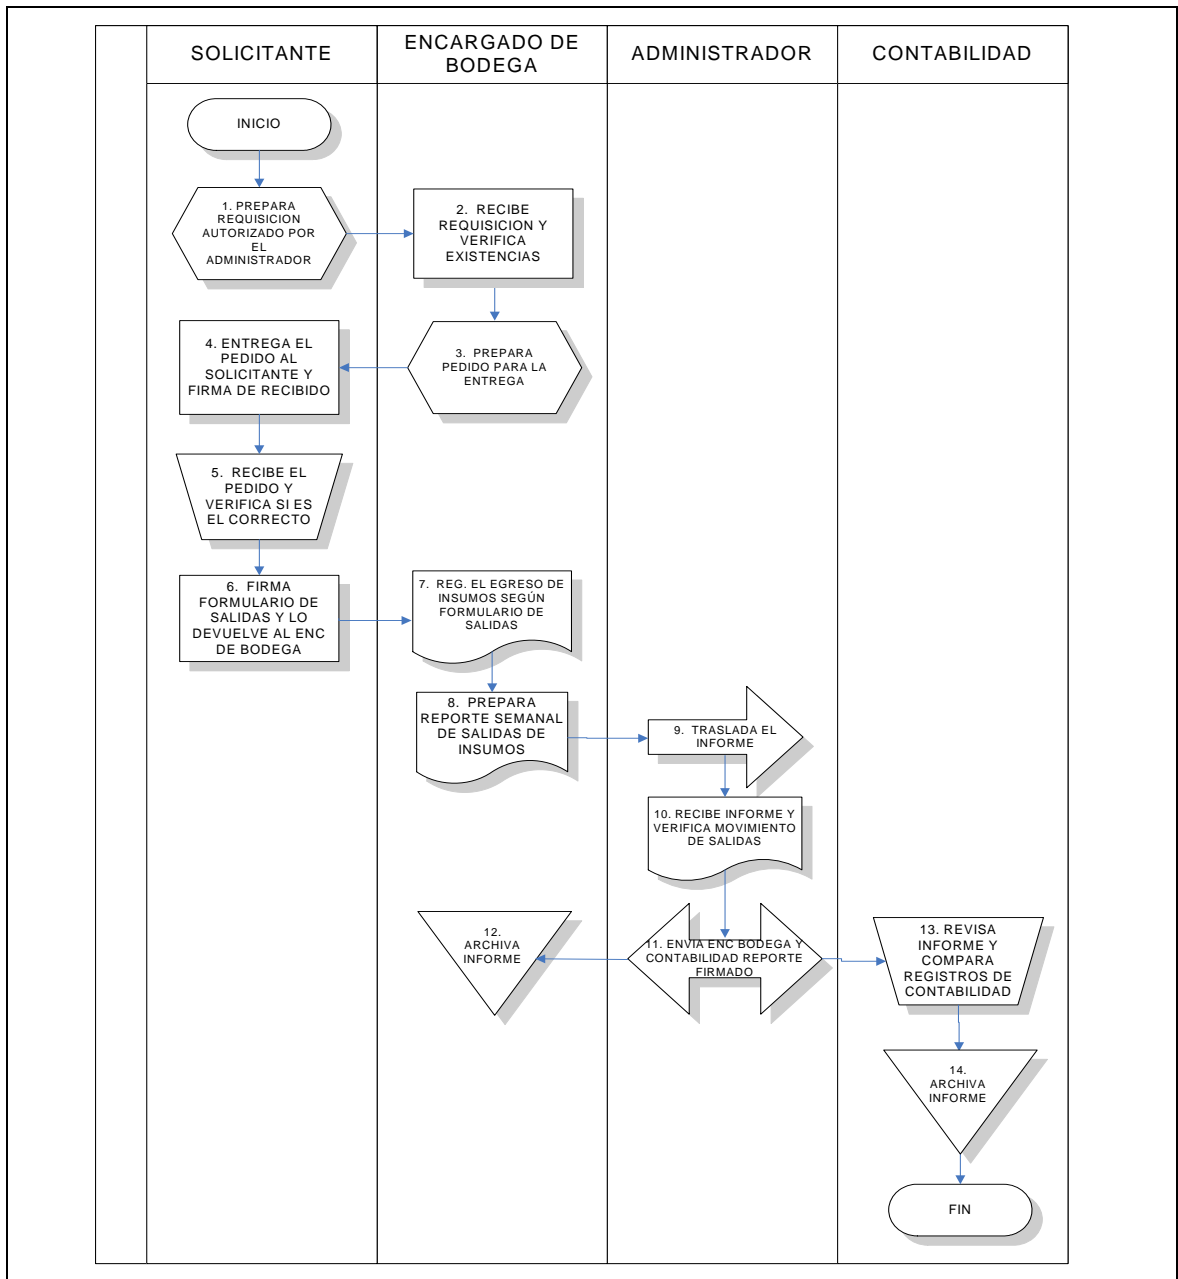 SOLICITANTE
ENCARGADO DE
BODEGA
ADMINISTRADOR
CONTABILIDAD
INICIO
1. PREPARA
REQUISICION
AUTORIZADO POR
EL
ADMINISTRADOR
2. RECIBE
REQUISICION Y
VERIFICA
EXISTENCIAS
3. PREPARA
PEDIDO PARA LA
ENTREGA
4. ENTREGA EL
PEDIDO AL
SOLICITANTE Y
FIRMA DE RECIBIDO
5. RECIBE EL
PEDIDO Y
VERIFICA SI ES
EL CORRECTO
6. FIRMA
FORMULARIO DE
SALIDAS Y LO
DEVUELVE AL ENC
DE BODEGA
7. REG. EL EGRESO DE
INSUMOS SEGÚN
FORMULARIO DE
SALIDAS
8. PREPARA
REPORTE SEMANAL
DE SALIDAS DE
INSUMOS
9. TRASLADA EL
INFORME
10. RECIBE INFORME Y
VERIFICA MOVIMIENTO
DE SALIDAS
11. ENVIA ENC BODEGA Y
CONTABILIDAD REPORTE
FIRMADO
12.
ARCHIVA
INFORME
13. REVISA
INFORME Y
COMPARA
REGISTROS DE
CONTABILIDAD
14.
ARCHIVA
INFORME
FIN